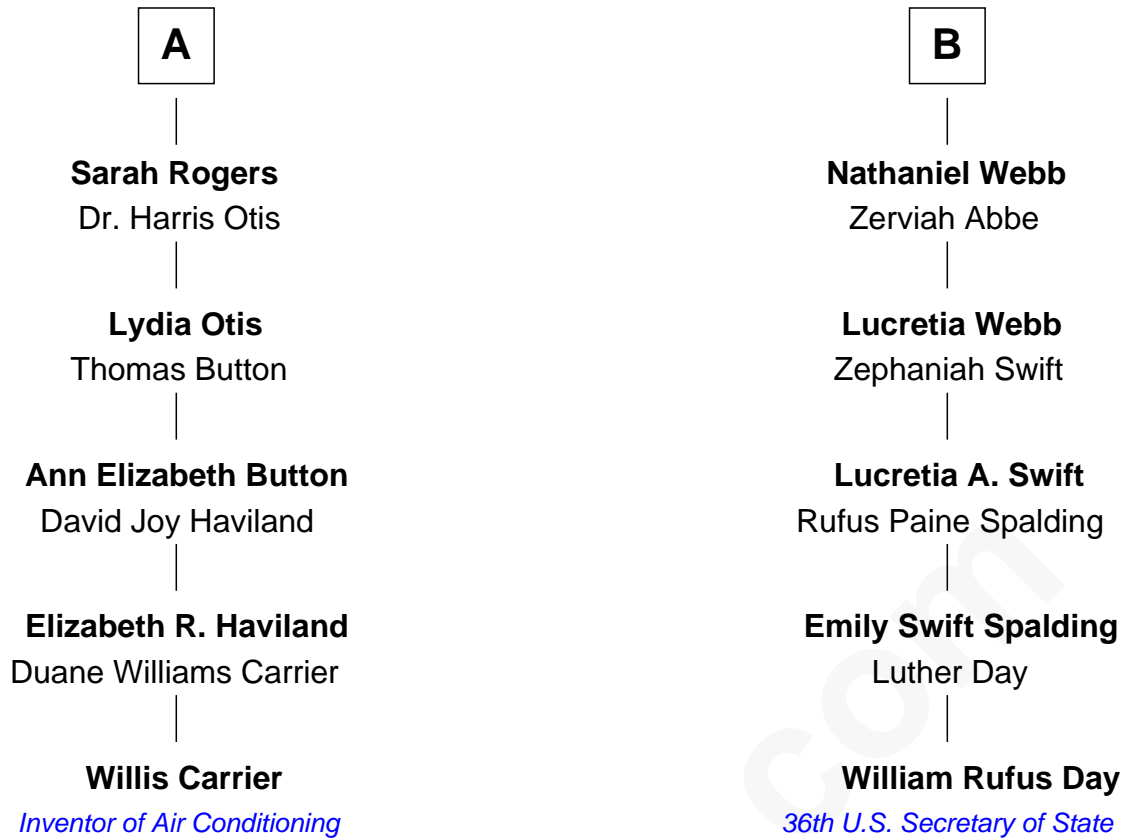 A
Sarah Rogers
Dr. Harris Otis
Lydia Otis
Thomas Button
Ann Elizabeth Button
David Joy Haviland
Elizabeth R. Haviland
Duane Williams Carrier
Willis Carrier
Inventor of Air Conditioning
B
Nathaniel Webb
Zerviah Abbe
Lucretia Webb
Zephaniah Swift
Lucretia A. Swift
Rufus Paine Spalding
Emily Swift Spalding
Luther Day
William Rufus Day
36th U.S. Secretary of State
com